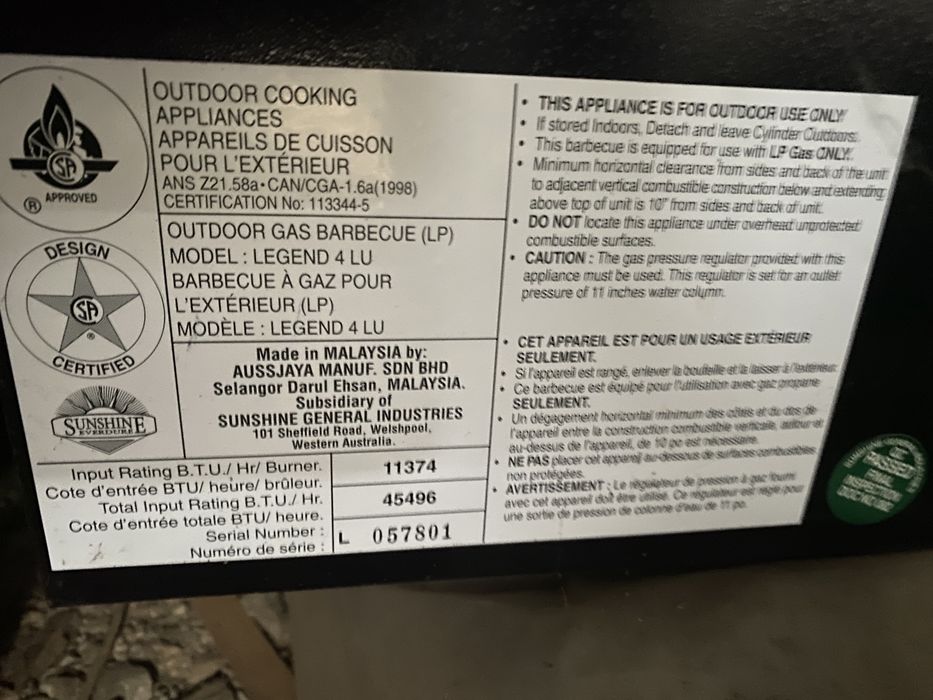 APPROVED
®
DESIGN
CERTIFIED
®
SUNSHINE
EVERDURE
OUTDOOR COOKING
APPLIANCES
APPAREILS DE CUISSON
POUR L'EXTÉRIEUR
ANS Z21.58a•CAN/CGA-1.6a(1998)
CERTIFICATION No: 113344-5
OUTDOOR GAS BARBECUE (LP)
MODEL : LEGEND 4 LU
BARBECUE À GAZ POUR
L'EXTÉRIEUR (LP)
MODÈLE : LEGEND 4 LU
Made in MALAYSIA by:
AUSSJAYA MANUF. SDN BHD
Selangor Darul Ehsan, MALAYSIA.
Subsidiary of
SUNSHINE GENERAL INDUSTRIES
101 Sheffield Road, Welshpool,
Western Australia.
Input Rating B.T.U./ Hr/ Burner.
Cote d'entrée BTU/ heure/ brûleur.
11374
Total Input Rating B.T.U./ Hr.
Cote d'entrée totale BTU/ heure.
45496
Serial Number :
Numéro de série :
L 057801
• THIS APPLIANCE IS FOR OUTDOOR USE ONLY
• If stored Indoors, Detach and leave Cylinder Outdoors.
• This barbecue is equipped for use with LP Gas ONLY.
• Minimum horizontal clearance from sides and back of the unit
to adjacent vertical combustible construction below and extending
above top of unit is 10" from sides and back of unit.
• DO NOT locate this appliance under overhead unprotected
combustible surfaces.
• CAUTION : The gas pressure regulator provided with this
appliance must be used. This regulator is set for an outlet
pressure of 11 inches water column.
• CET APPAREIL EST POUR UN USAGE EXTÉRIEUR
SEULEMENT.
• Si l'appareil est rangé, enlever la bouteille et la laisser à l'extérieur.
• Ce barbecue est équipé pour l'utilisation avec gaz propane
SEULEMENT.
• Un dégagement horizontal minimum des côtés et du dos de
l'appareil entre la construction combustible verticale, autour et
au-dessus de l'appareil, de 10 po est nécessaire.
• NE PAS placer cet appareil au-dessous de surfaces combustibles
non protégées.
• AVERTISSEMENT : Le régulateur de pression à gaz fourni
avec cet appareil doit être utilisé. Ce régulateur est réglé pour
une sortie de pression de colonne d'eau de 11 po.
QC
PASSED
FINAL
INSPECTION